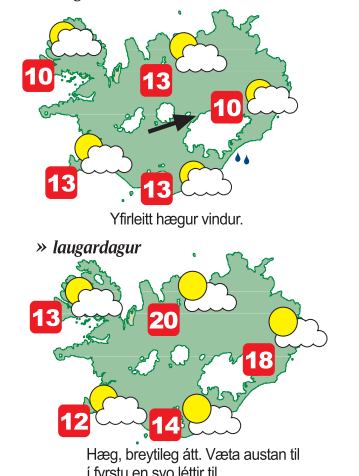 10
13
10
13
13
Yfirleitt hægur vindur.
» laugardagur
13
20
18
12
14
Hæg, breytileg átt. Væta austan til
í fyrstu en svo léttir til.